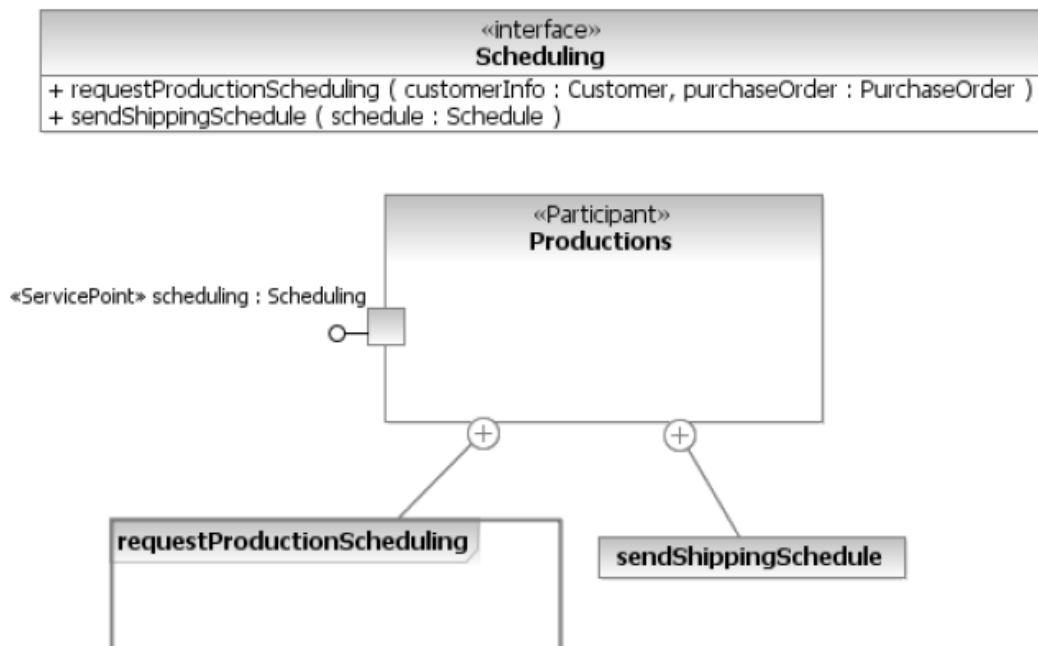 «interface»
Scheduling
+ requestProductionScheduling ( customerInfo : Customer, purchaseOrder : PurchaseOrder )
+ sendShippingSchedule ( schedule : Schedule )
«Participant»
Productions
«ServicePoint» scheduling : Scheduling
requestProductionScheduling
sendShippingSchedule